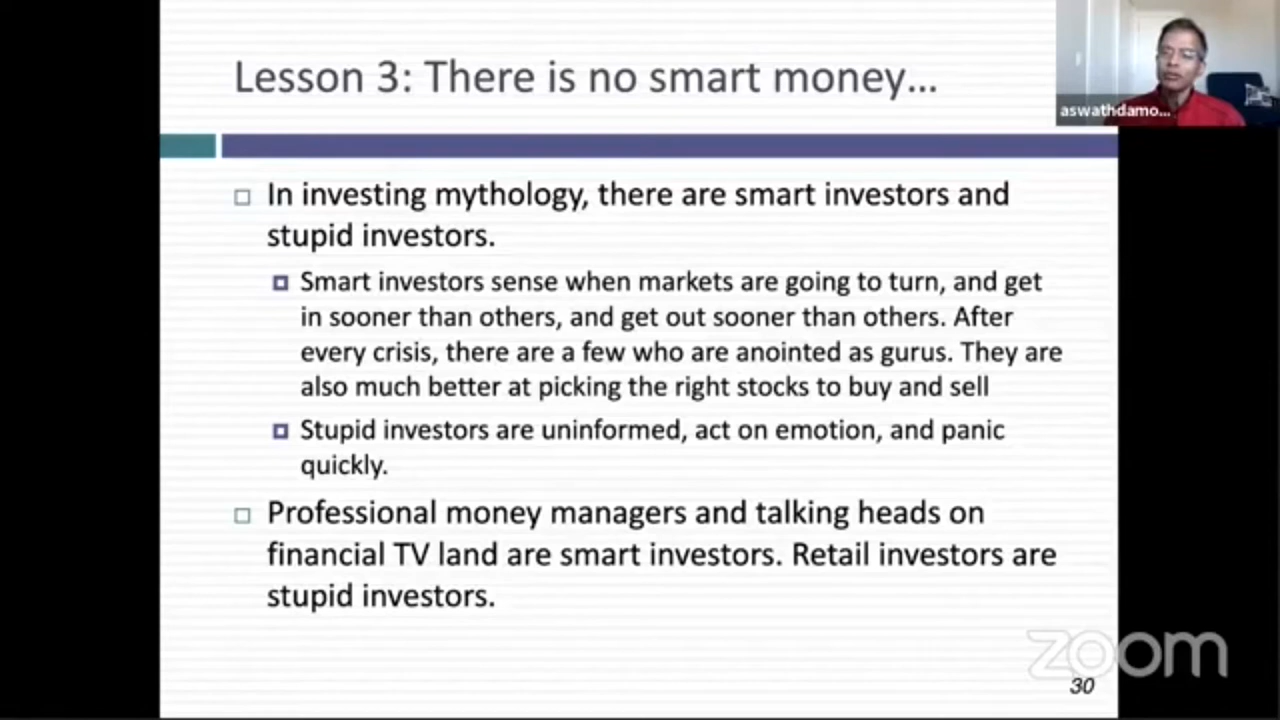 Lesson 3: There is no smart money…
aswathdamo...
In investing mythology, there are smart investors and
stupid investors.
Smart investors sense when markets are going to turn, and get
in sooner than others, and get out sooner than others. After
every crisis, there are a few who are anointed as gurus. They are
also much better at picking the right stocks to buy and sell
Stupid investors are uninformed, act on emotion, and panic
quickly.
Professional money managers and talking heads on
financial TV land are smart investors. Retail investors are
stupid investors.
zoom
30